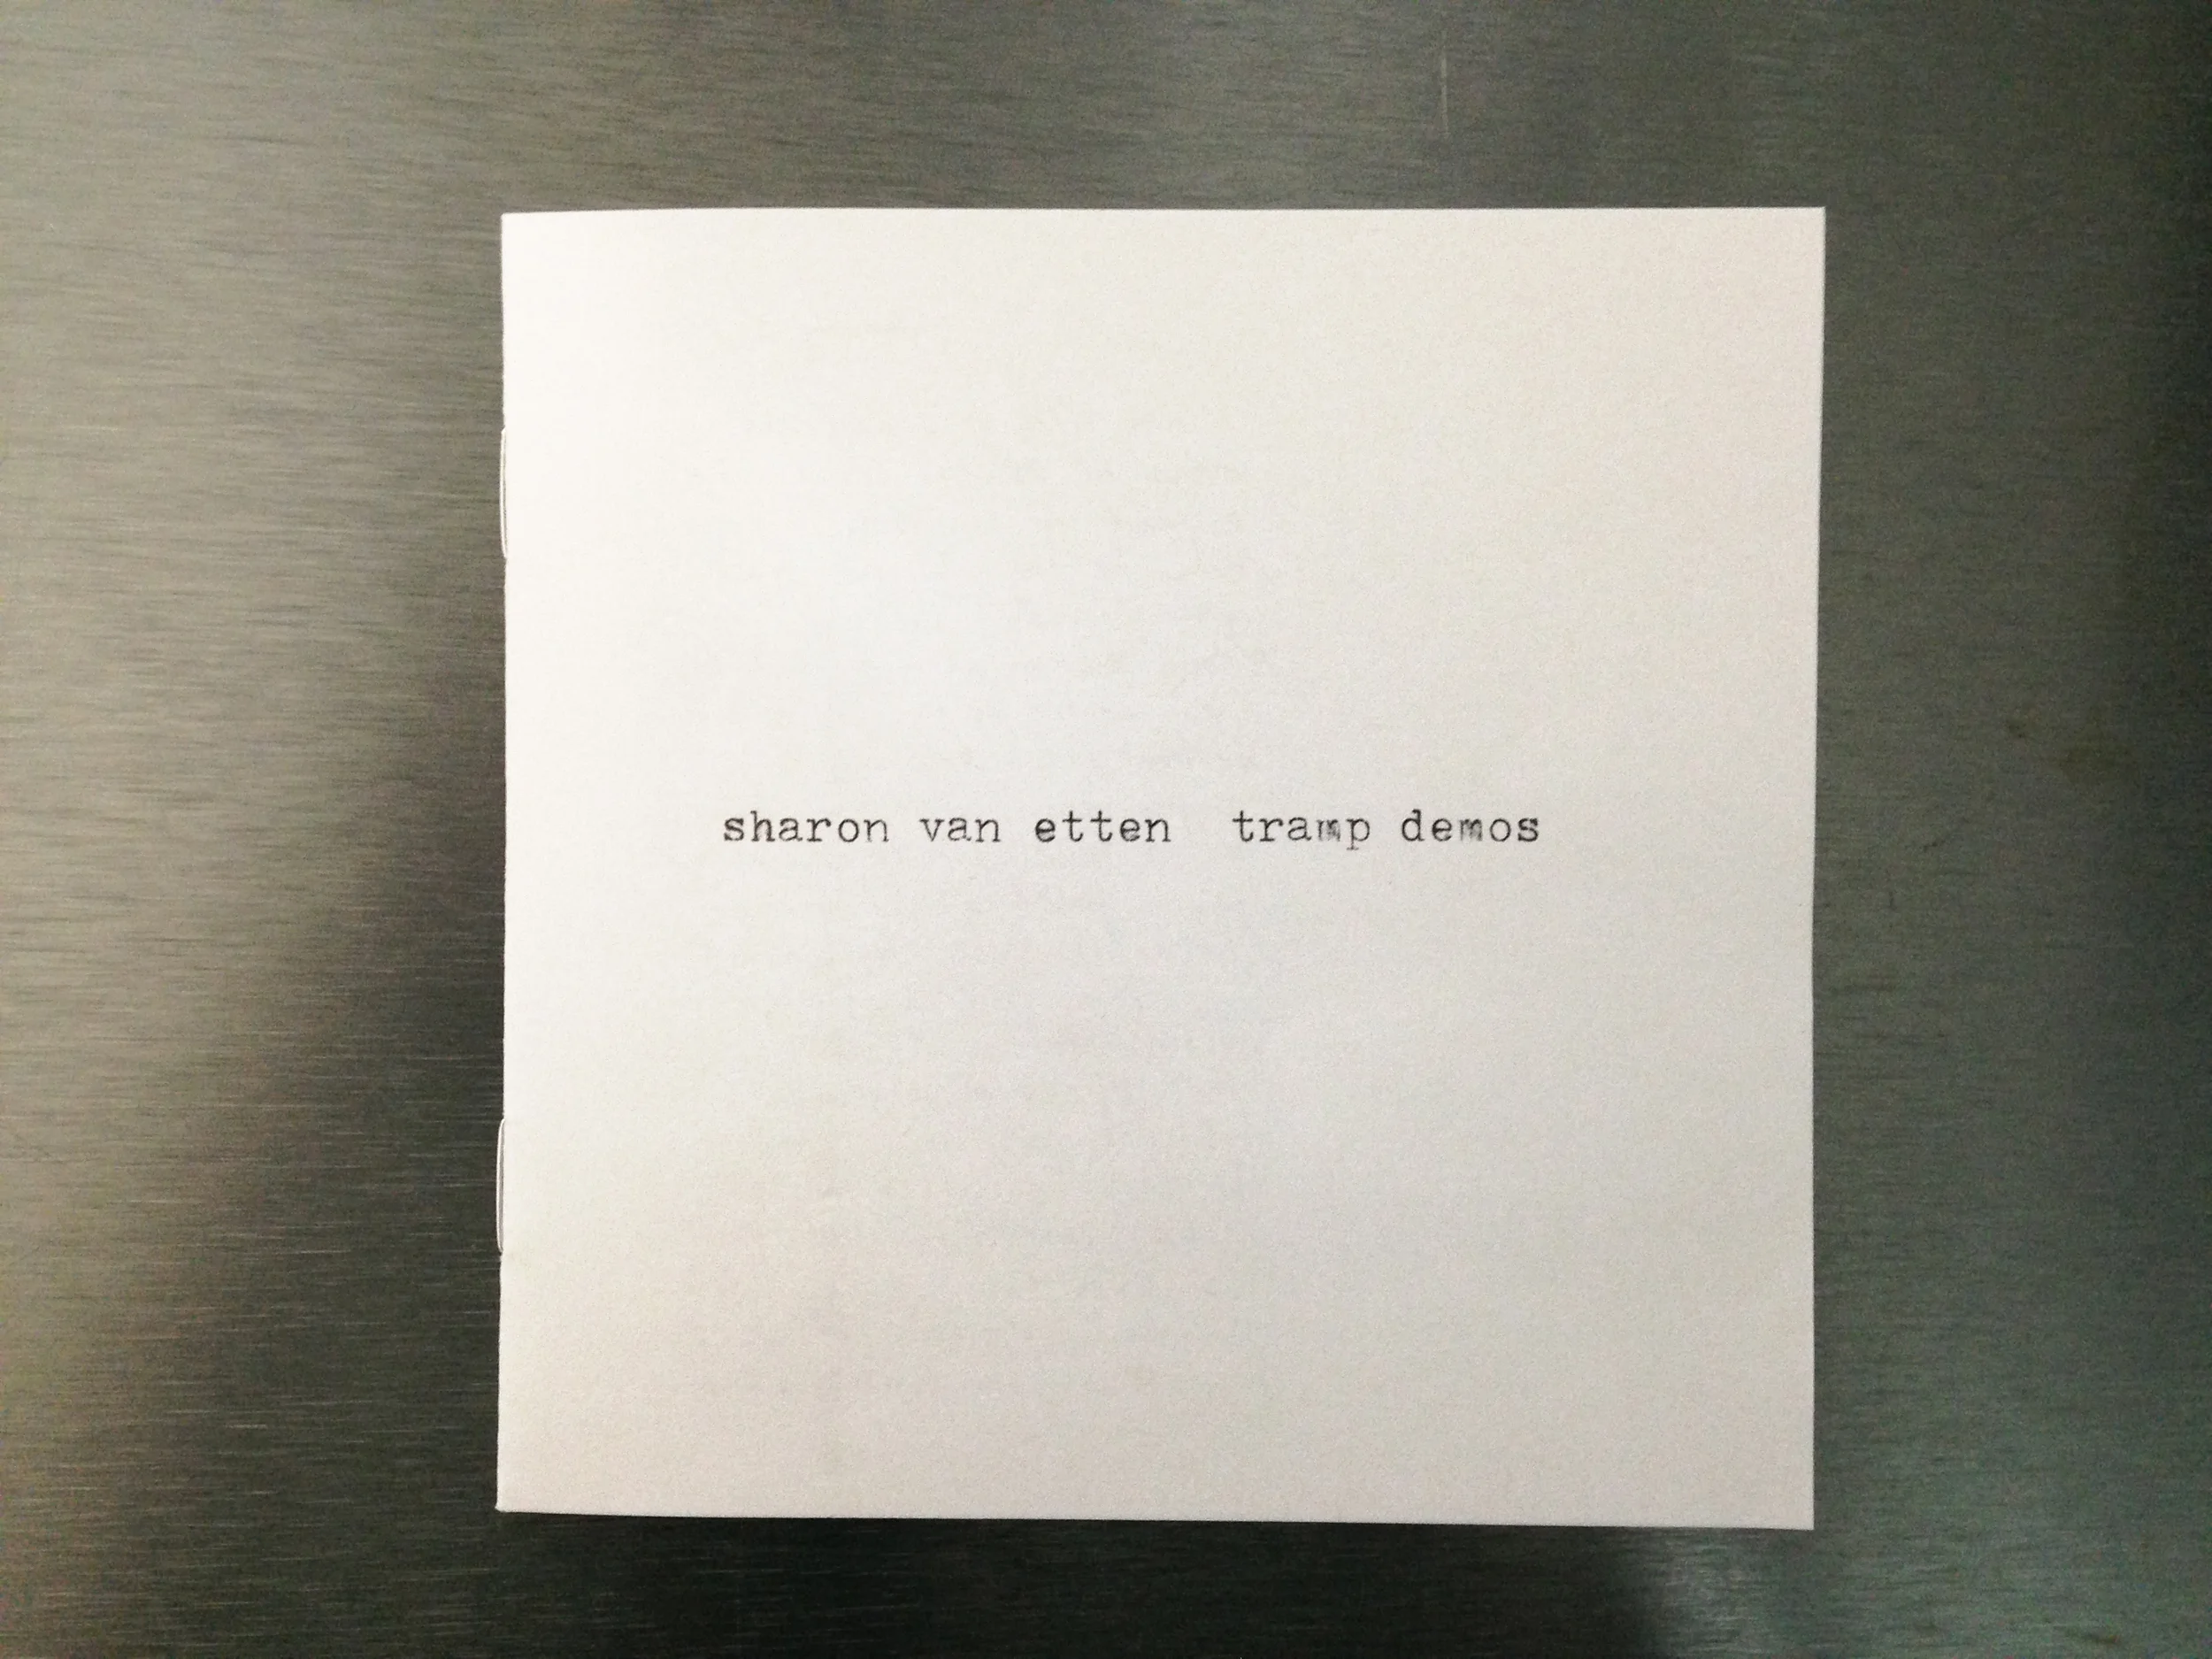 sharon van etten  tramp demos